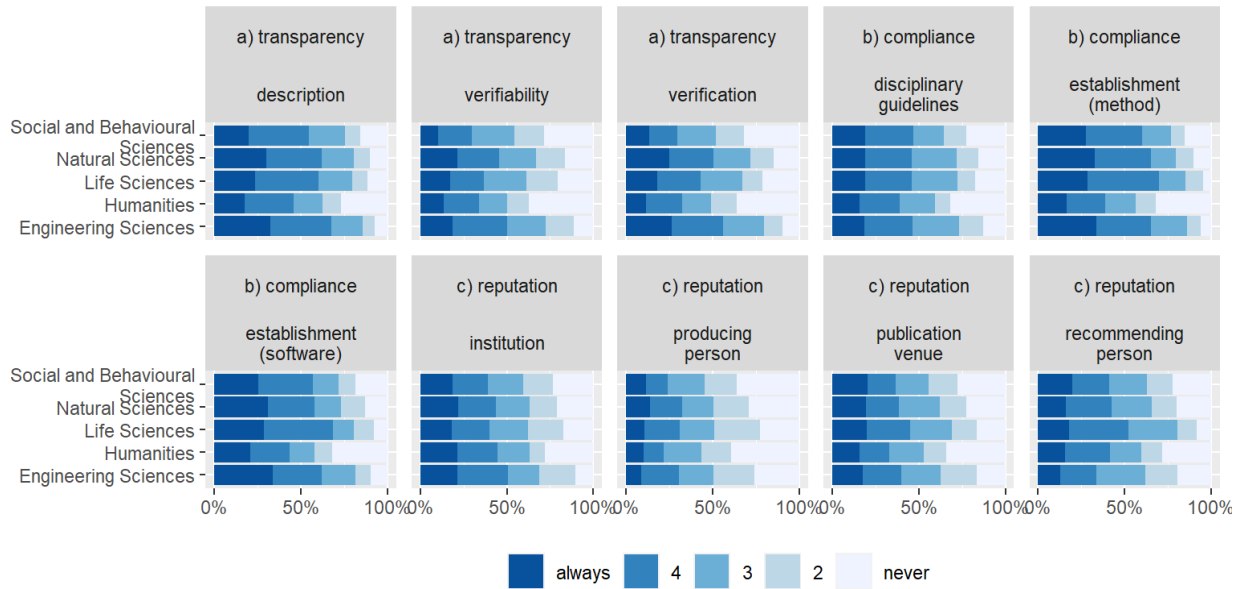 a) transparency
description
a) transparency
verifiability
a) transparency
verification
b) compliance
disciplinary
guidelines
b) compliance
establishment
(method)
Social and Behavioural
Sciences
Natural Sciences
Life Sciences
Humanities
Engineering Sciences
b) compliance
establishment
(software)
c) reputation
institution
c) reputation
producing
person
c) reputation
publication
venue
c) reputation
recommending
person
Social and Behavioural
Sciences
Natural Sciences
Life Sciences
Humanities
Engineering Sciences
0% 50% 100% 0% 50% 100% 0% 50% 100% 0% 50% 100% 0% 50% 100%
always 4 3 2 never